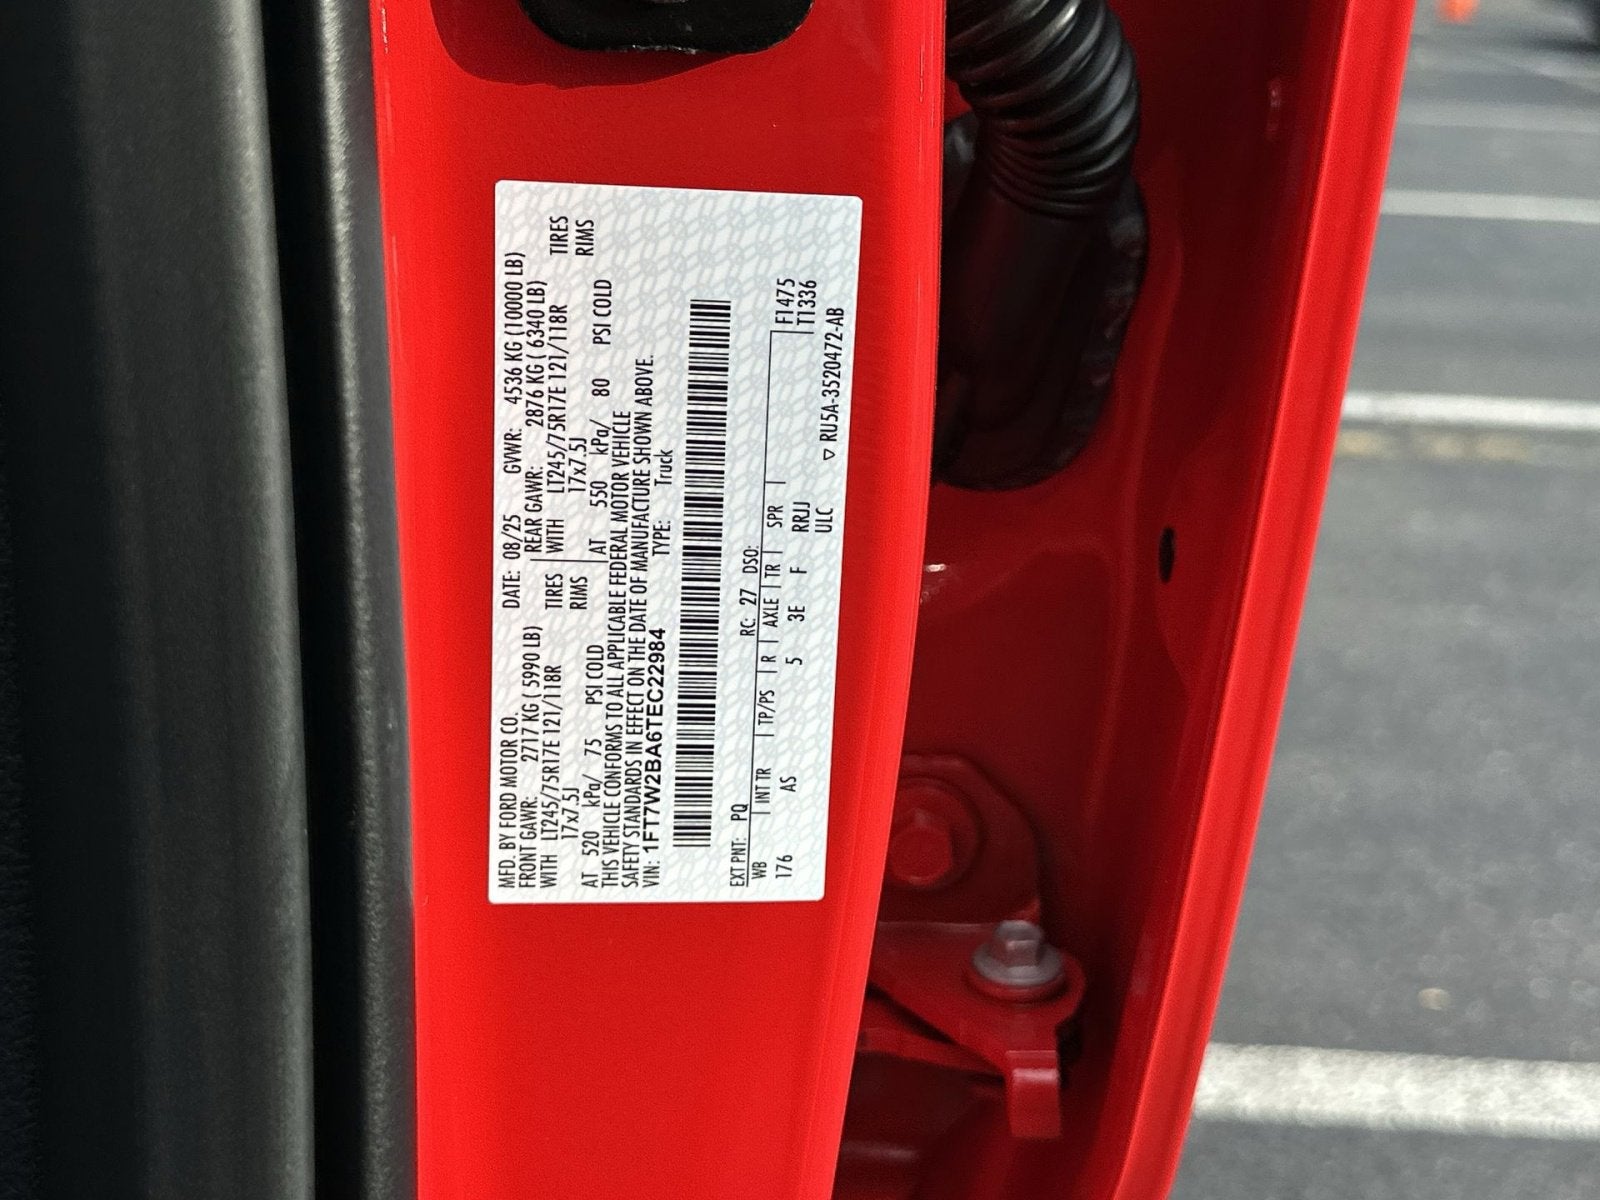 MFD. BY FORD MOTOR CO. DATE: 08/25 GVWR: 4536 KG (10000 LB)
FRONT GAWR: 2717 KG ( 5990 LB) REAR GAWR: 2876 KG ( 6340 LB)
WITH LT245/75R17E 121/118R TIRES WITH LT245/75R17E 121/118R TIRES
17x7.5J RIMS 17x7.5J RIMS
AT 520 kPa/ 75 PSI COLD AT 550 kPa/ 80 PSI COLD
THIS VEHICLE CONFORMS TO ALL APPLICABLE FEDERAL MOTOR VEHICLE
SAFETY STANDARDS IN EFFECT ON THE DATE OF MANUFACTURE SHOWN ABOVE.
VIN: 1FT7W2BA6TEC22984 TYPE: Truck
EXT PNT: PQ RC: 27 DSO:
WB INT TR TP/PS R AXLE TR SPR F1475
176 AS 5 3E F RRJJ T1336
ULC ▽ RU5A-3520472-AB